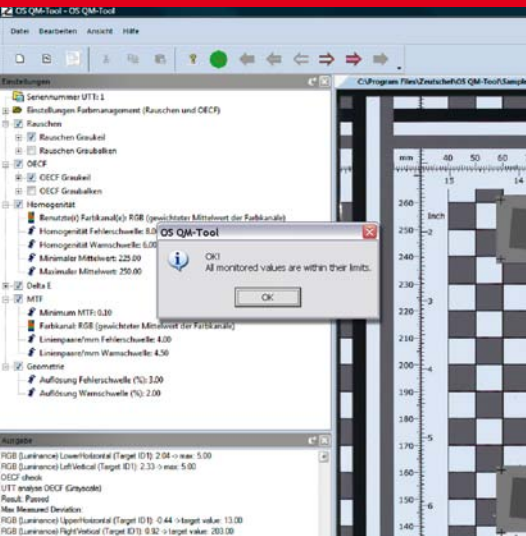 OS QM-Tool - OS QM-Tool
Datei Bearbeiten Ansicht Hilfe
Einstellungen
C:\Program Files\Zeutschel\OS QM-Tool\Sample
Seriennummer UTT: 1
Einstellungen Farbmanagement (Rauschen und OECF)
Rauschen
Rauschen Graukeil
Rauschen Graubalken
OECF
OECF Graukeil
OECF Graubalken
Homogenität
Benutzte(r) Farbkanal(e): RGB (gewichteter Mittelwert der Farbkanäle)
Homogenität Fehlerschwelle: 8.0
Homogenität Warnschwelle: 6.00
Minimaler Mittelwert: 225.00
Maximaler Mittelwert: 250.00
Delta E
MTF
Minimum MTF: 0.10
Farbkanal: RGB (gewichteter Mittelwert der Farbkanäle)
Linienpaare/mm Fehlerschwelle: 4.00
Linienpaare/mm Warnschwelle: 4.50
Geometrie
Auflösung Fehlerschwelle (%): 3.00
Auflösung Warnschwelle (%): 2.00
OS QM-Tool
OK!
All monitored values are within their limits.
OK
mm 40 50 60
15 14
260
Inch
250
2
240
230
3
220
210
200
4
190
180
170
5
160
150
6
140
Ausgabe
RGB (Luminance) LowerHorizontal (Target ID1): 2.04 -> max: 5.00
RGB (Luminance) LeftVertical (Target ID1): 2.33 -> max: 5.00
OECF check
UTT analyse OECF (Grayscale)
Result: Passed
Max Measured Deviation:
RGB (Luminance) UpperHorizontal (Target ID1): -0.44 -> target value: 13.00
RGB (Luminance) RightVertical (Target ID1): 0.92 -> target value: 203.00